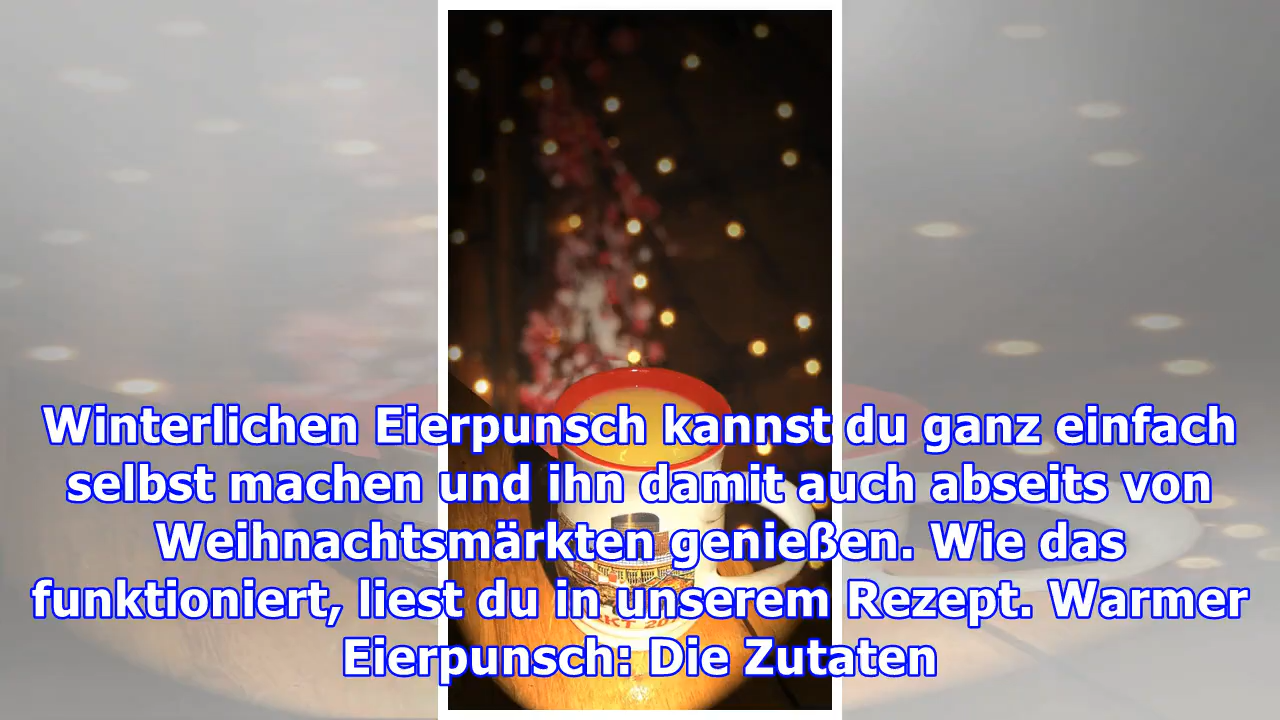 Winterlichen Eierpunsch kannst du ganz einfach
selbst machen und ihn damit auch abseits von
Weihnachtsmärkten genießen. Wie das
funktioniert, liest du in unserem Rezept. Warmer
Eierpunsch: Die Zutaten